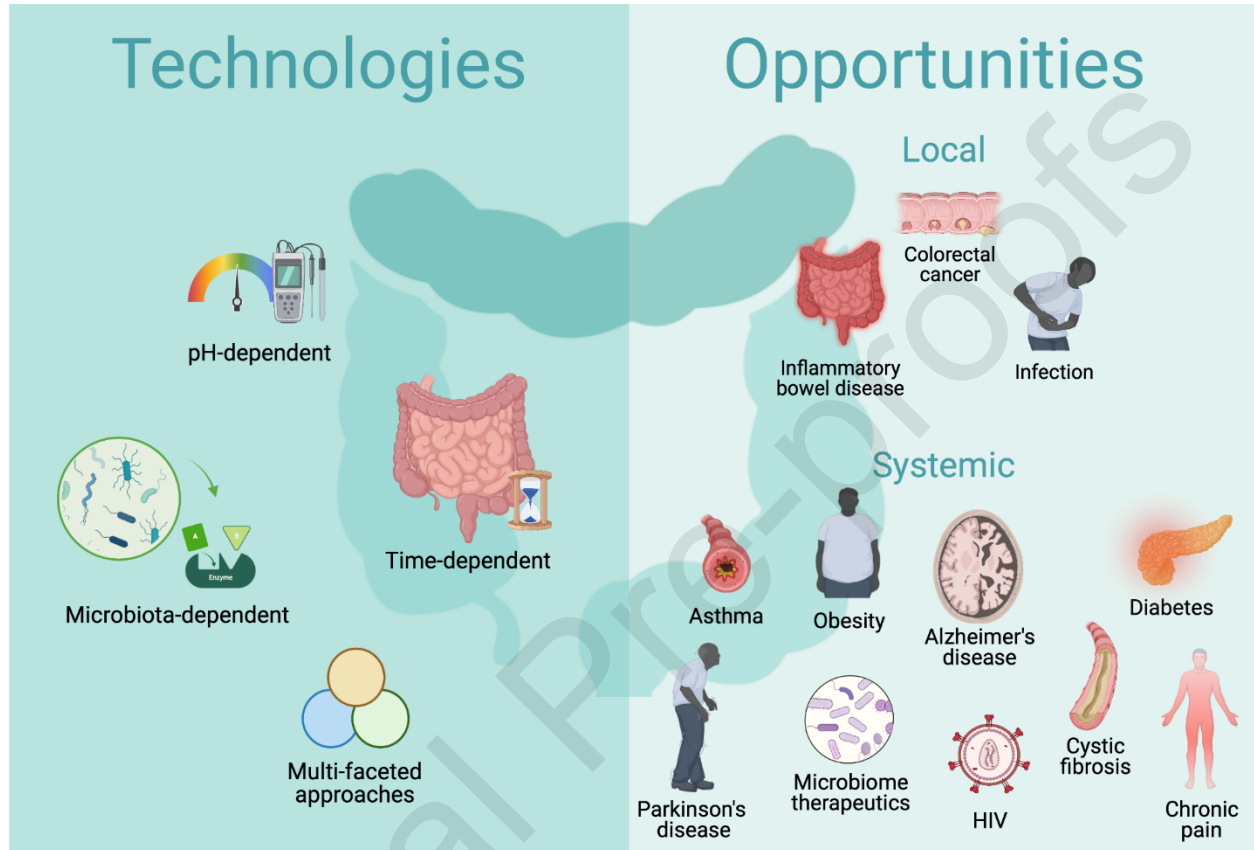 Technologies
Opportunities
pH-dependent
Time-dependent
A
B
Enzyme
Microbiota-dependent
Multi-faceted
approaches
Local
Colorectal
cancer
Inflammatory
bowel disease
Infection
Systemic
Asthma
Obesity
Alzheimer's
disease
Diabetes
Parkinson's
disease
Microbiome
therapeutics
HIV
Cystic
fibrosis
Chronic
pain
al Pre-proofs